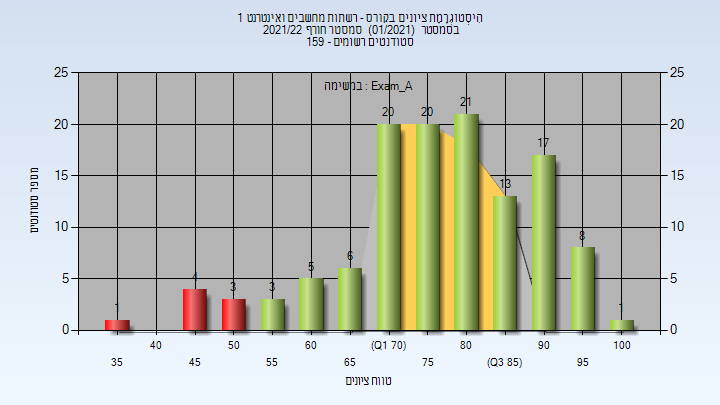 היסטוגרמת ציונים בקורס - רשתות מחשבים ואינטרנט 1
בסמסטר (01/2021) סמסטר חורף 2021/22
סטודנטים רשומים - 159
במשימה : Exam_A
25 25
20 20
15 15
10 10
5 5
0 0
1 4 3 3 5 6 20 20 21 13 17 8 1
מספר סטודנטים
40 50 60 (Q1 70) 80 90 100
35 45 55 65 75 (Q3 85) 95
טווח ציונים